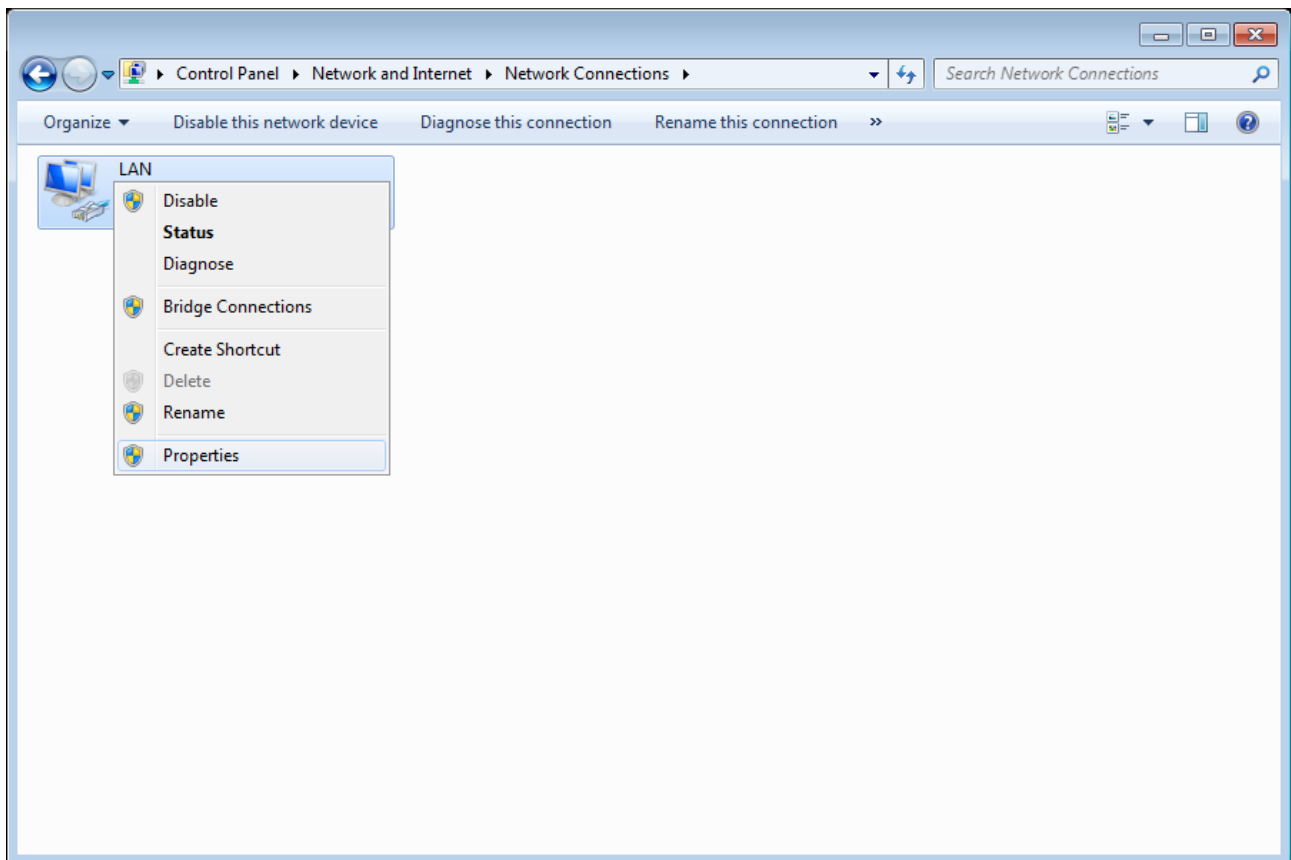 Control Panel Network and Internet Network Connections Search Network Connections
Organize Disable this network device Diagnose this connection Rename this connection »
LAN
Disable
Status
Diagnose
Bridge Connections
Create Shortcut
Delete
Rename
Properties